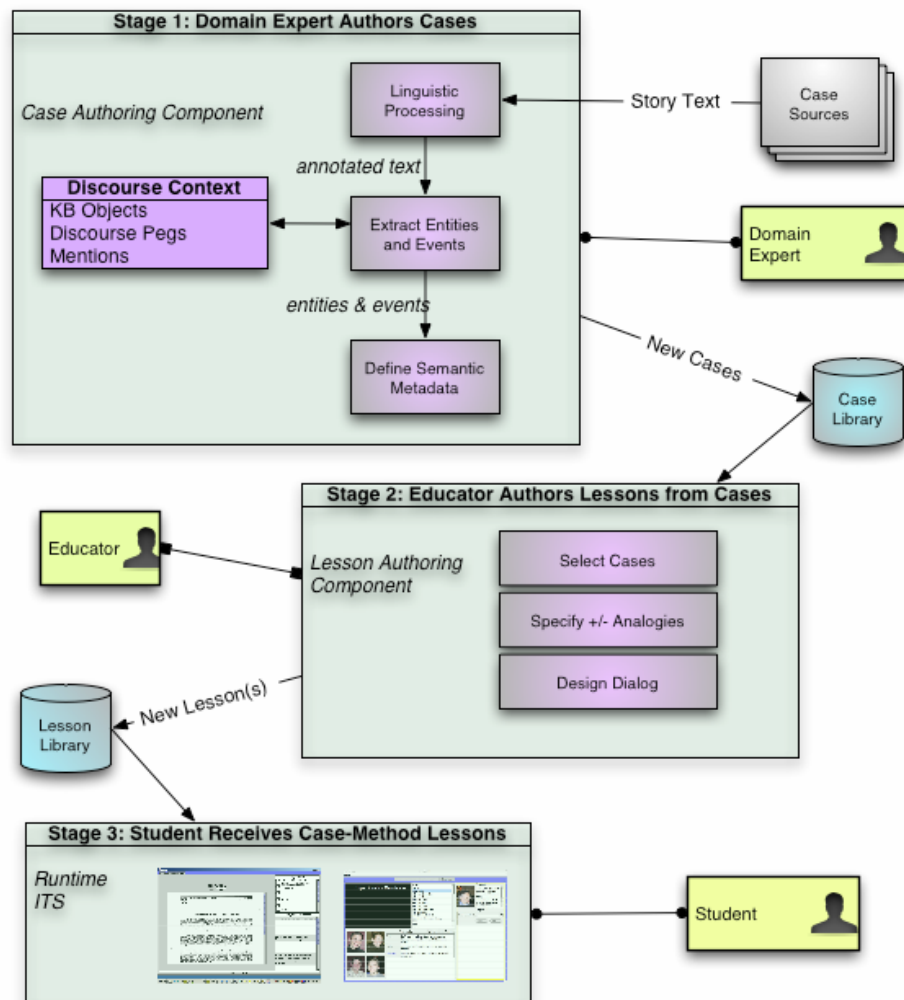 Stage 1: Domain Expert Authors Cases
Case Authoring Component
Linguistic
Processing
Story Text
Case
Sources
annotated text
Discourse Context
KB Objects
Discourse Pegs
Mentions
Extract Entities
and Events
Domain
Expert
entities & events
Define Semantic
Metadata
New Cases
Case
Library
Stage 2: Educator Authors Lessons from Cases
Educator
Lesson Authoring
Component
Select Cases
Specify +/- Analogies
Design Dialog
New Lesson(s)
Lesson
Library
Stage 3: Student Receives Case-Method Lessons
Runtime
ITS
Student